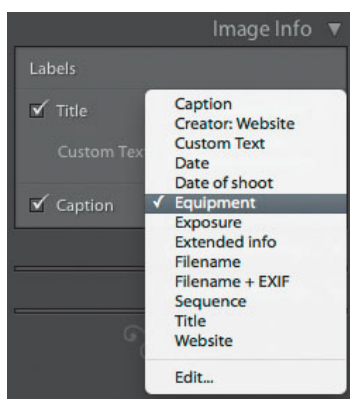 Image Info ▼
Labels
✓ Title
Custom Tex
✓ Caption
Caption
Creator: Website
Custom Text
Date
Date of shoot
✓ Equipment
Exposure
Extended info
Filename
Filename + EXIF
Sequence
Title
Website
Edit...